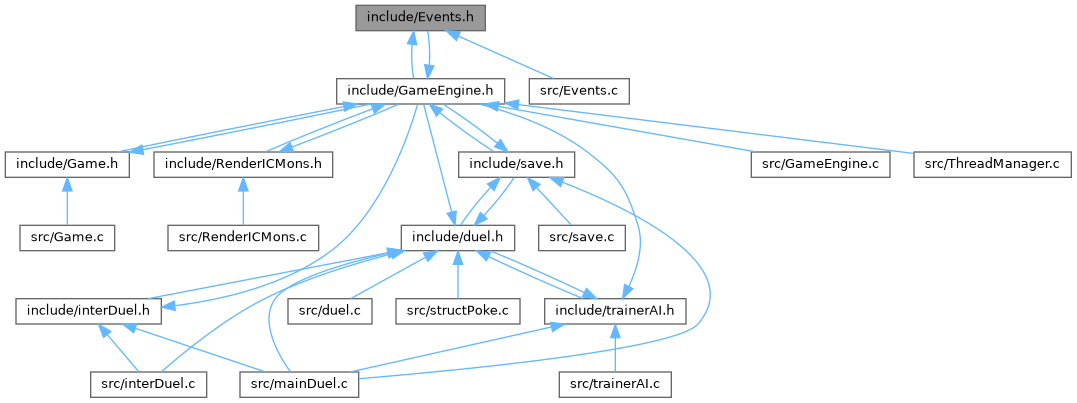 include/Events.h
include/GameEngine.h
src/Events.c
include/Game.h
include/RenderICMons.h
include/save.h
src/GameEngine.c
src/ThreadManager.c
src/Game.c
src/RenderICMons.c
include/duel.h
src/save.c
include/interDuel.h
src/duel.c
src/structPoke.c
include/trainerAI.h
src/interDuel.c
src/mainDuel.c
src/trainerAI.c